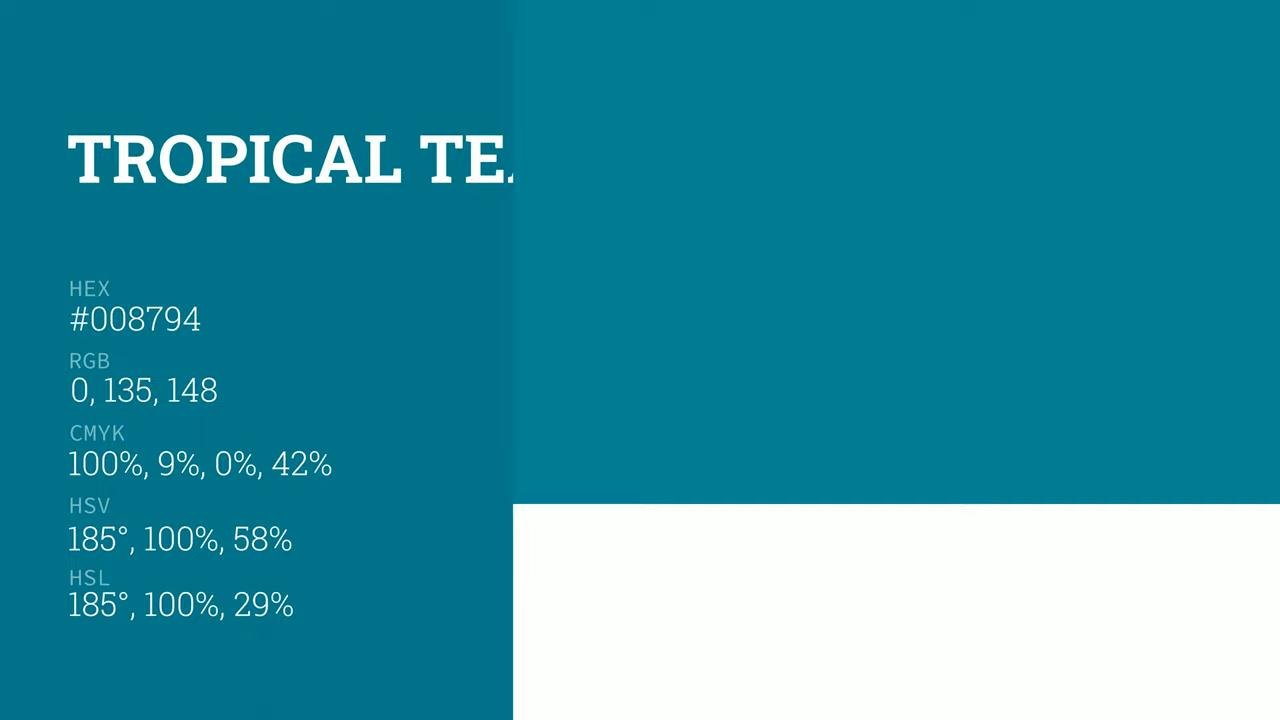 TROPICAL TE
HEX
#008794
RGB
0, 135, 148
CMYK
100%, 9%, 0%, 42%
HSV
185°, 100%, 58%
HSL
185°, 100%, 29%